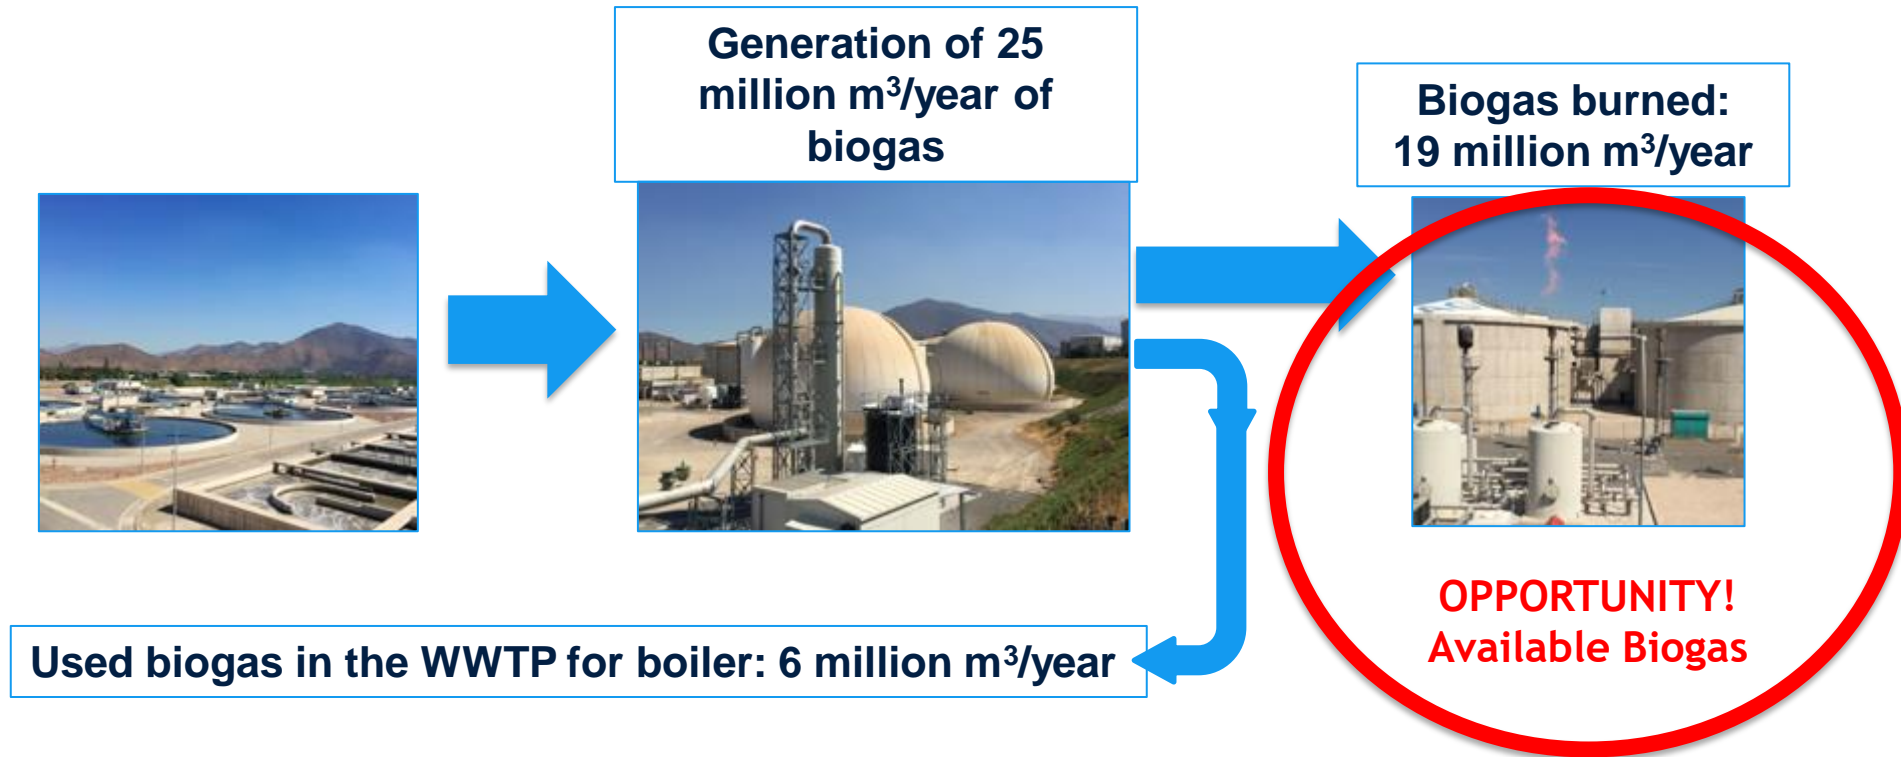 Generation of 25
million m³/year of
biogas
Biogas burned:
19 million m³/year
Used biogas in the WWTP for boiler: 6 million m³/year
OPPORTUNITY!
Available Biogas